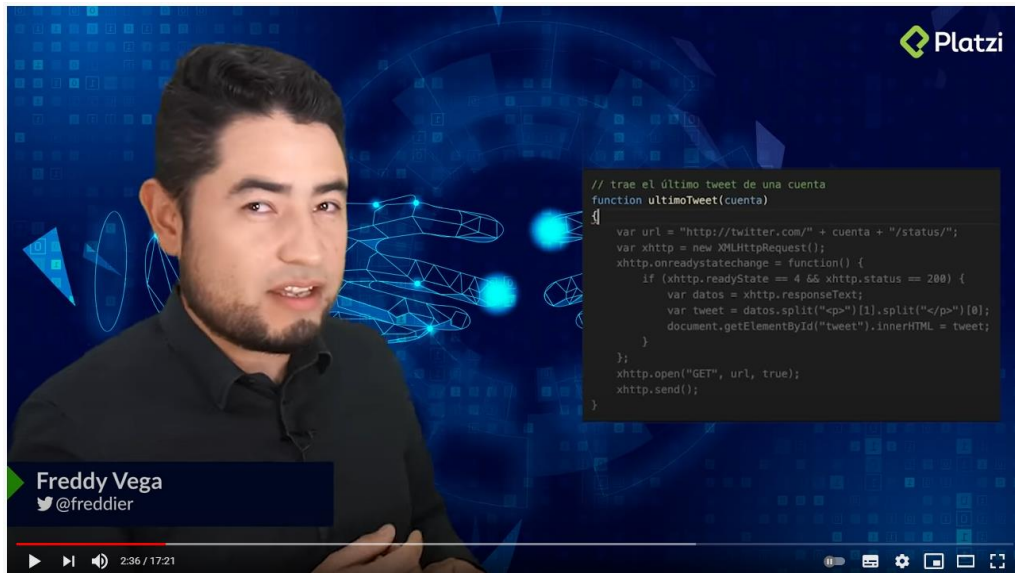 Platzi
// trae el último tweet de una cuenta
function ultimoTweet(cuenta)
{
var url = "http://twitter.com/" + cuenta + "/status/";
var xhttp = new XMLHttpRequest();
xhttp.onreadystatechange = function() {
if (xhttp.readyState == 4 && xhttp.status == 200) {
var datos = xhttp.responseText;
var tweet = datos.split("<p>")[1].split("</p>")[0];
document.getElementById("tweet").innerHTML = tweet;
}
};
xhttp.open("GET", url, true);
xhttp.send();
}
Freddy Vega
@freddier
2:36 / 17:21